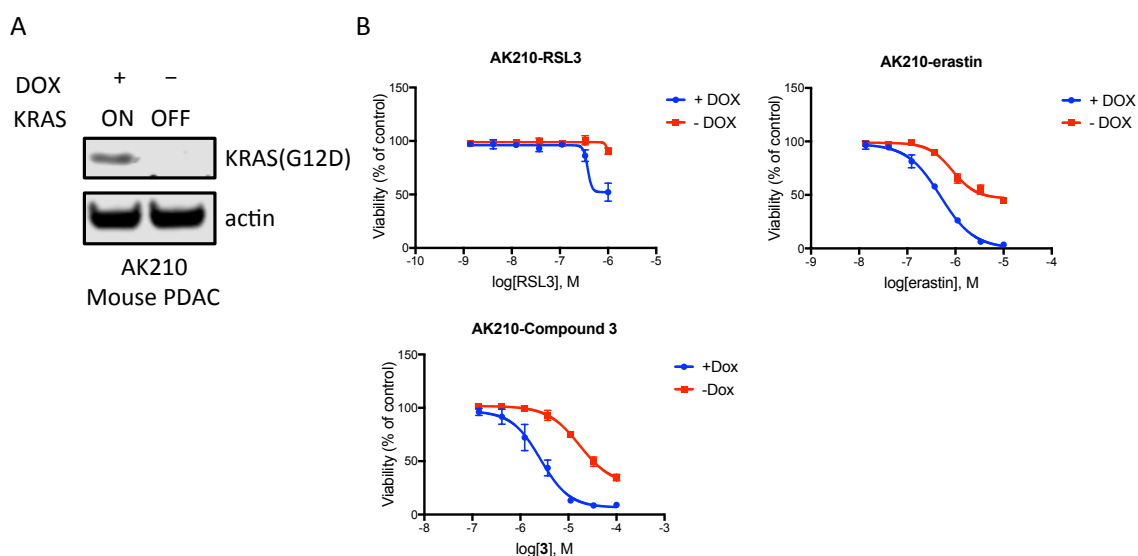 A
DOX + −
KRAS ON OFF
KRAS(G12D)
actin
AK210
Mouse PDAC
B
AK210-RSL3
+ DOX
- DOX
Viability (% of control)
150
100
50
0
-10 -9 -8 -7 -6 -5
log[RSL3], M
AK210-erastin
+ DOX
- DOX
Viability (% of control)
150
100
50
0
-9 -8 -7 -6 -5 -4
log[erastin], M
AK210-Compound 3
+Dox
-Dox
Viability (% of control)
150
100
50
0
-8 -7 -6 -5 -4 -3
log[3], M